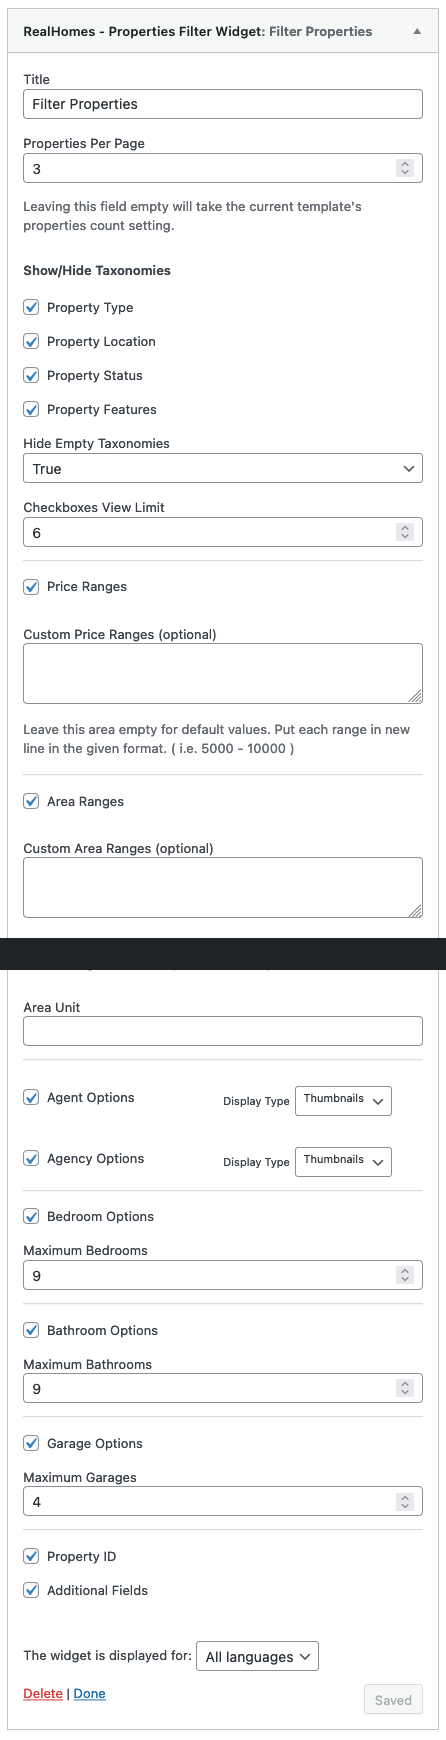 RealHomes - Properties Filter Widget: Filter Properties
Title
Filter Properties
Properties Per Page
3
Leaving this field empty will take the current template's
properties count setting.
Show/Hide Taxonomies
Property Type
Property Location
Property Status
Property Features
Hide Empty Taxonomies
True
Checkboxes View Limit
6
Price Ranges
Custom Price Ranges (optional)
Leave this area empty for default values. Put each range in new
line in the given format. ( i.e. 5000 - 10000 )
Area Ranges
Custom Area Ranges (optional)
Area Unit
Agent Options Display Type Thumbnails
Agency Options Display Type Thumbnails
Bedroom Options
Maximum Bedrooms
9
Bathroom Options
Maximum Bathrooms
9
Garage Options
Maximum Garages
4
Property ID
Additional Fields
The widget is displayed for: All languages
Delete | Done Saved